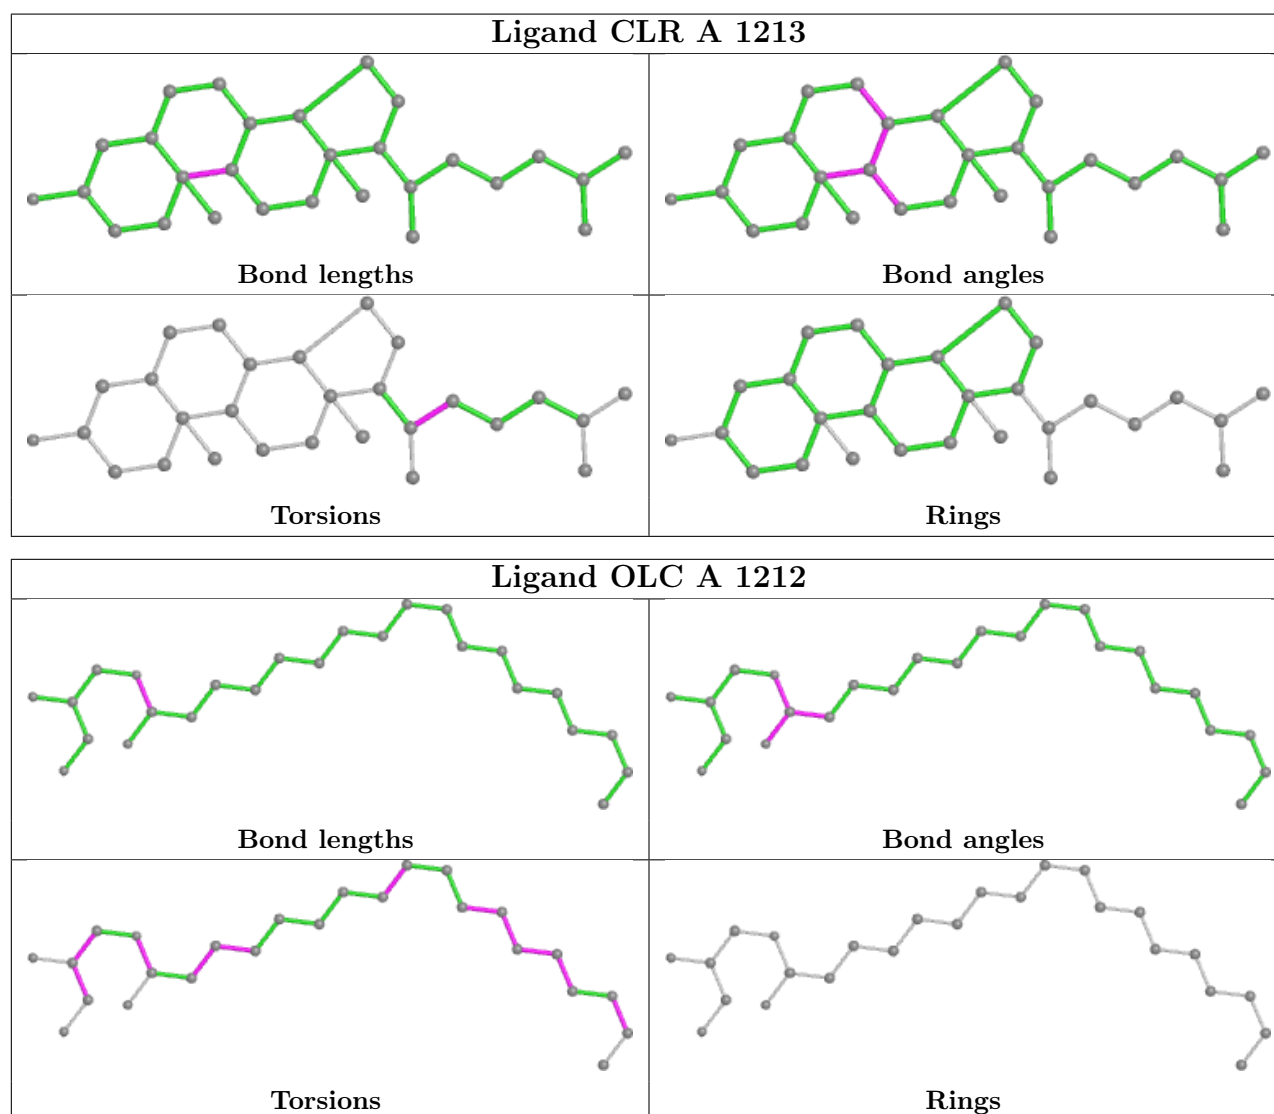 Ligand CLR A 1213
Bond lengths
Bond angles
Torsions
Rings
Ligand OLC A 1212
Bond lengths
Bond angles
Torsions
Rings